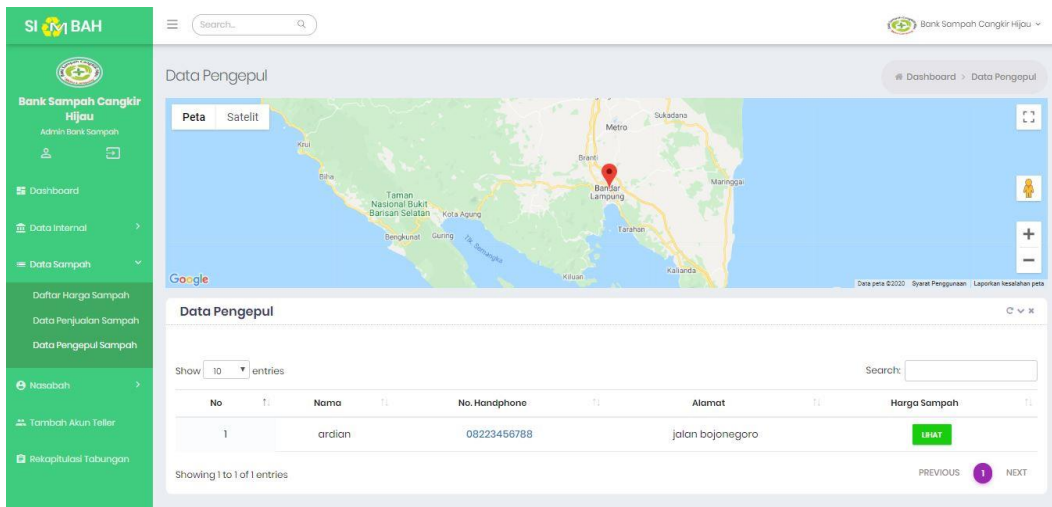 SI M BAH
Search..
Bank Sampah Cangkir Hijau
Bank Sampah Cangkir
Hijau
Admin Bank Sampah
Dashboard
Data Internal
Data Sampah
Daftar Harga Sampah
Data Penjualan Sampah
Data Pengepul Sampah
Nasabah
Tambah Akun Teller
Rekapitulasi Tabungan
Data Pengepul
Dashboard > Data Pengepul
Peta Satelit
Sukadana
Metro
Krui
Branti
Biha
Maringgai
Bandar
Lampung
Taman
Nasional Bukit
Barisan Selatan
Kota Agung
Tarahan
Bengkunat
Guring
Tlk. Semangka
Kiluan
Kalianda
Google
Data peta ©2020 Syarat Penggunaan Laporkan kesalahan peta
Data Pengepul
Show 10 entries
Search:
No Nama No. Handphone Alamat Harga Sampah
1 ardian 08223456788 jalan bojonegoro LIHAT
Showing 1 to 1 of 1 entries
PREVIOUS 1 NEXT